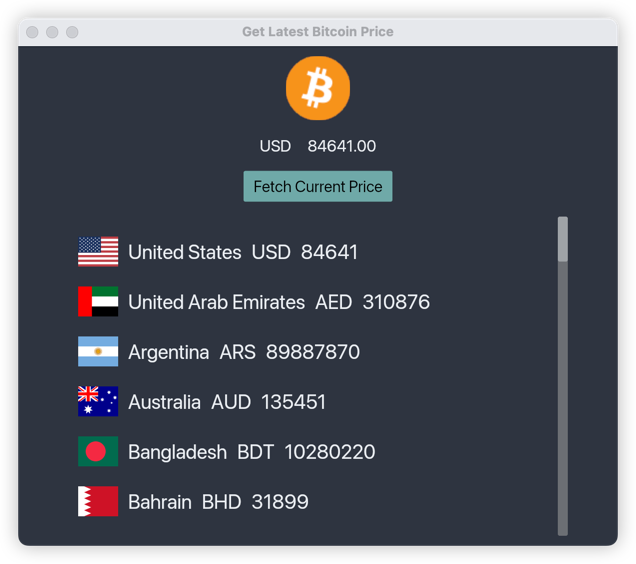 Get Latest Bitcoin Price
USD 84641.00
Fetch Current Price
United States USD 84641
United Arab Emirates AED 310876
Argentina ARS 89887870
Australia AUD 135451
Bangladesh BDT 10280220
Bahrain BHD 31899